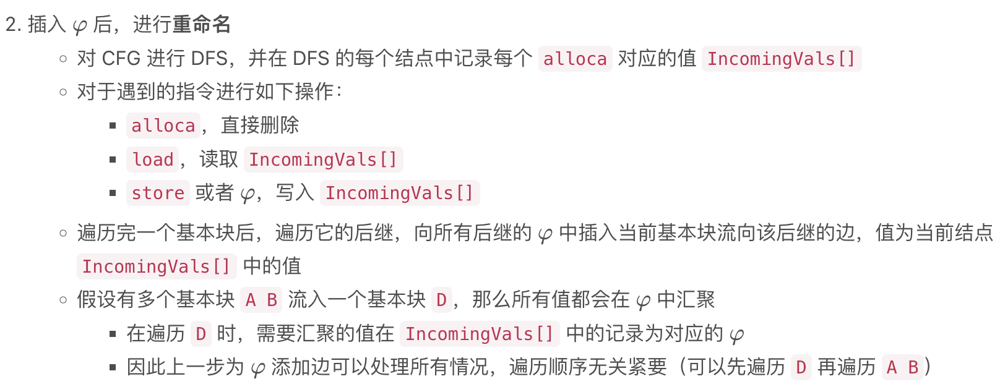 2. 插入 φ 后，进行重命名
○ 对 CFG 进行 DFS，并在 DFS 的每个结点中记录每个 alloca 对应的值 IncomingVals[]
○ 对于遇到的指令进行如下操作：
▪ alloca，直接删除
▪ load，读取 IncomingVals[]
▪ store 或者 φ，写入 IncomingVals[]
○ 遍历完一个基本块后，遍历它的后继，向所有后继的 φ 中插入当前基本块流向该后继的边，值为当前结点
IncomingVals[] 中的值
○ 假设有多个基本块 A B 流入一个基本块 D，那么所有值都会在 φ 中汇聚
▪ 在遍历 D 时，需要汇聚的值在 IncomingVals[] 中的记录为对应的 φ
▪ 因此上一步为 φ 添加边可以处理所有情况，遍历顺序无关紧要（可以先遍历 D 再遍历 A B）